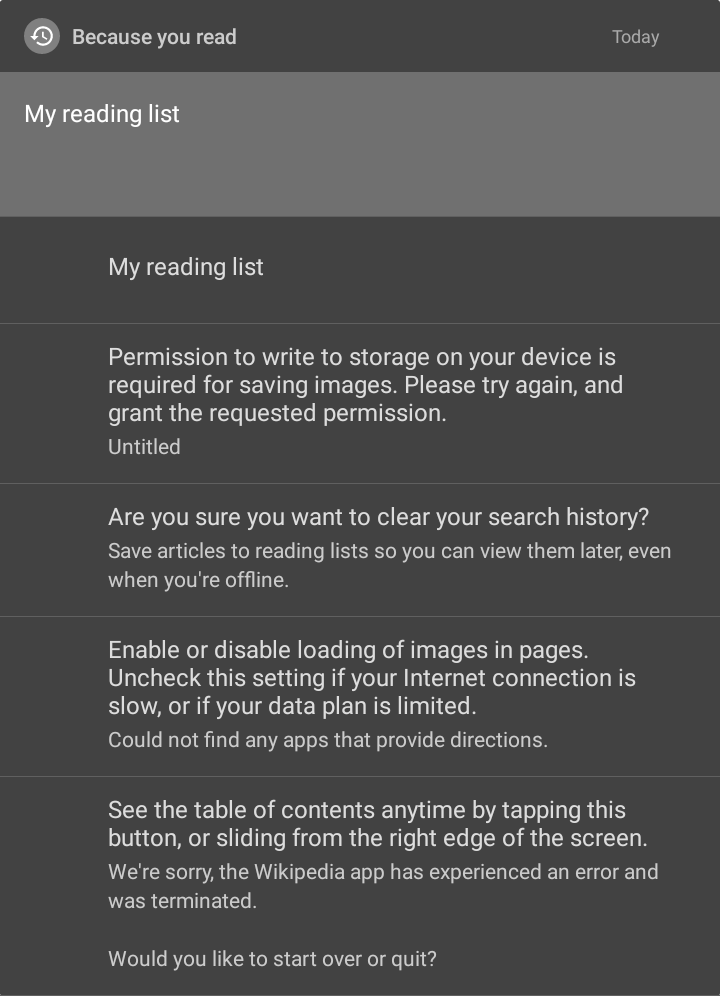 Because you read
Today
My reading list
My reading list
Permission to write to storage on your device is
required for saving images. Please try again, and
grant the requested permission.
Untitled
Are you sure you want to clear your search history?
Save articles to reading lists so you can view them later, even
when you're offline.
Enable or disable loading of images in pages.
Uncheck this setting if your Internet connection is
slow, or if your data plan is limited.
Could not find any apps that provide directions.
See the table of contents anytime by tapping this
button, or sliding from the right edge of the screen.
We're sorry, the Wikipedia app has experienced an error and
was terminated.
Would you like to start over or quit?